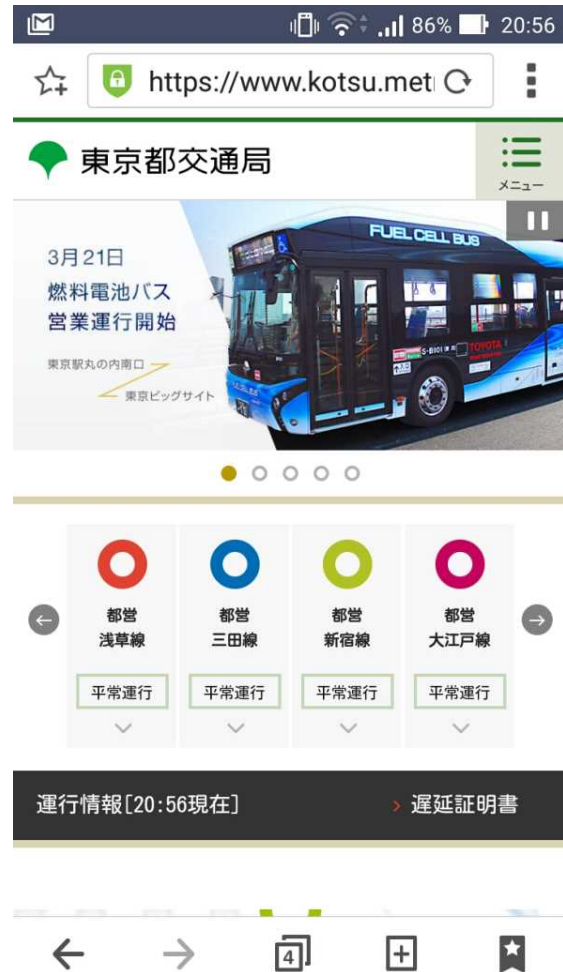 86% 20:56
https://www.kotsu.met
東京都交通局
メニュー
3月21日
燃料電池バス
営業運行開始
東京駅丸の内南口
東京ビッグサイト
FUEL CELL BUS
S-B101
TOYOTA
FUEL CELL BUS
都営
浅草線
都営
三田線
都営
新宿線
都営
大江戸線
平常運行 平常運行 平常運行 平常運行
運行情報[20:56現在] 遅延証明書
4